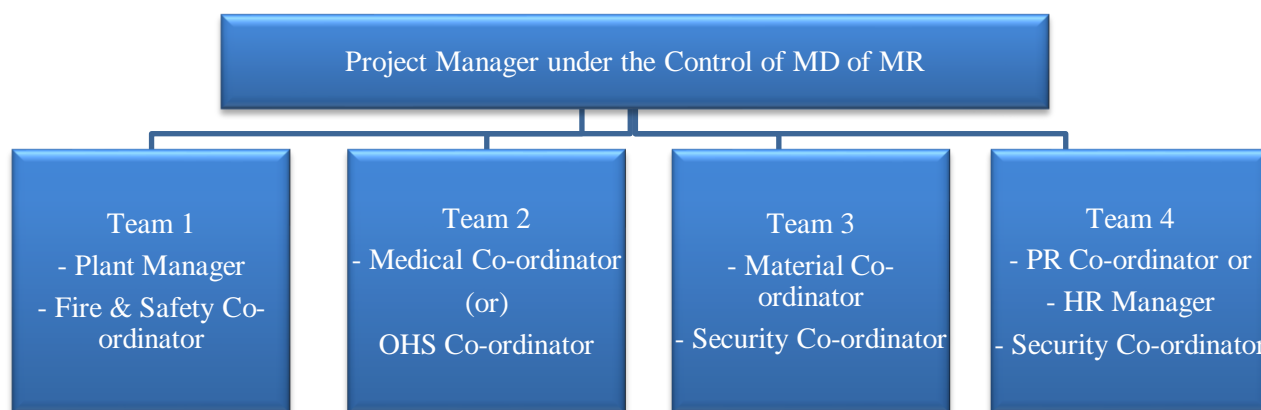 Project Manager under the Control of MD of MR
Team 1
- Plant Manager
- Fire & Safety Co-
ordinator
Team 2
- Medical Co-ordinator
(or)
OHS Co-ordinator
Team 3
- Material Co-
ordinator
- Security Co-ordinator
Team 4
- PR Co-ordinator or
- HR Manager
- Security Co-ordinator